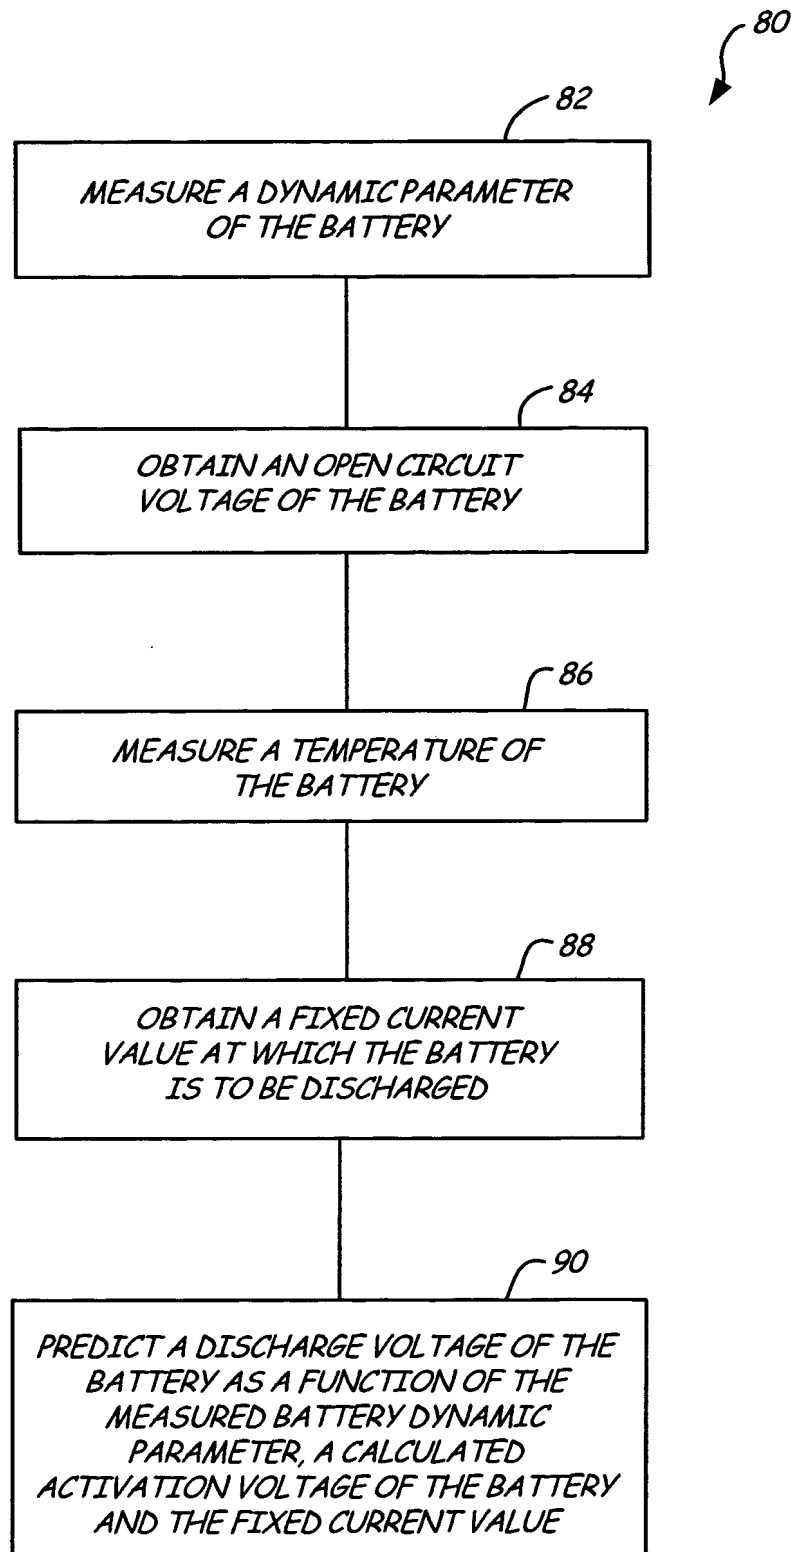 80
82
MEASURE A DYNAMIC PARAMETER
OF THE BATTERY
84
OBTAIN AN OPEN CIRCUIT
VOLTAGE OF THE BATTERY
86
MEASURE A TEMPERATURE OF
THE BATTERY
88
OBTAIN A FIXED CURRENT
VALUE AT WHICH THE BATTERY
IS TO BE DISCHARGED
90
PREDICT A DISCHARGE VOLTAGE OF THE
BATTERY AS A FUNCTION OF THE
MEASURED BATTERY DYNAMIC
PARAMETER, A CALCULATED
ACTIVATION VOLTAGE OF THE BATTERY
AND THE FIXED CURRENT VALUE